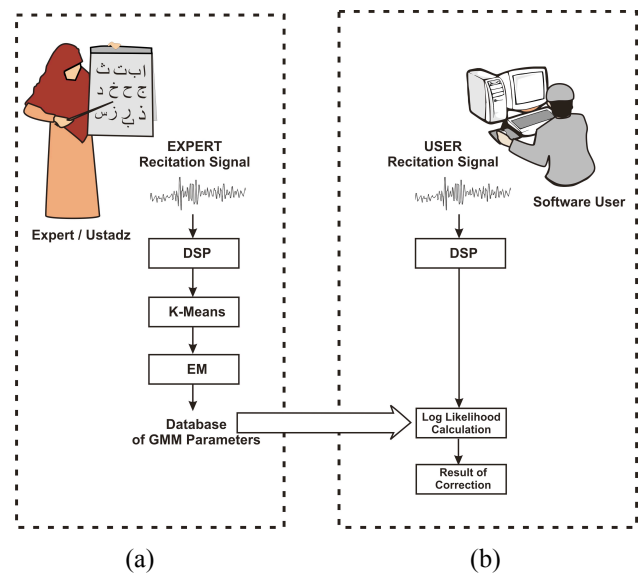 ا ب ت ث
ج ح خ د
ذ ر ز س
EXPERT
Recitation Signal
Expert / Ustadz
DSP
K-Means
EM
Database
of GMM Parameters
(a)
USER
Recitation Signal
Software User
DSP
Log Likelihood
Calculation
Result of
Correction
(b)